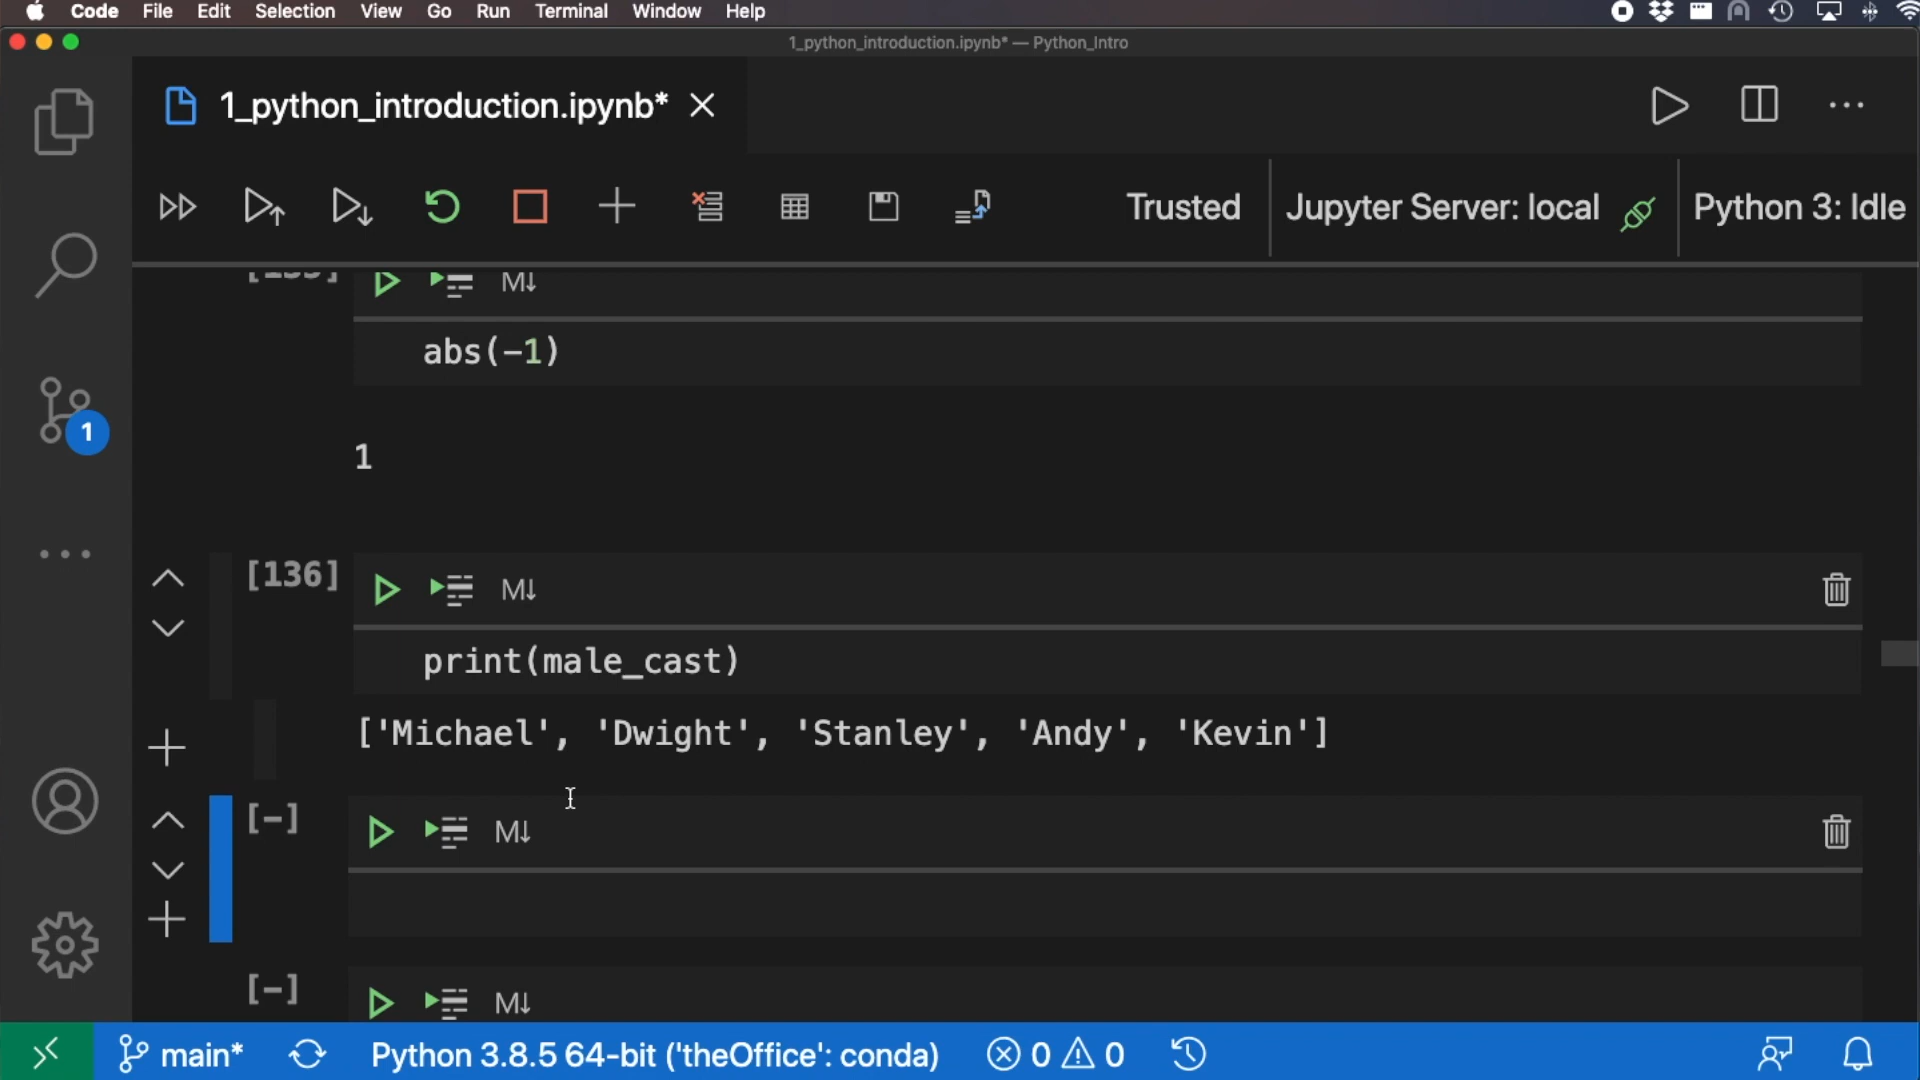 Code File Edit Selection View Go Run Terminal Window Help
1_python_introduction.ipynb* — Python_Intro
1_python_introduction.ipynb*
Trusted
Jupyter Server: local
Python 3: Idle
M↓
abs(-1)
1
[136]
M↓
print(male_cast)
['Michael', 'Dwight', 'Stanley', 'Andy', 'Kevin']
[-]
M↓
[-]
M↓
1
main* Python 3.8.5 64-bit ('theOffice': conda) 0 0